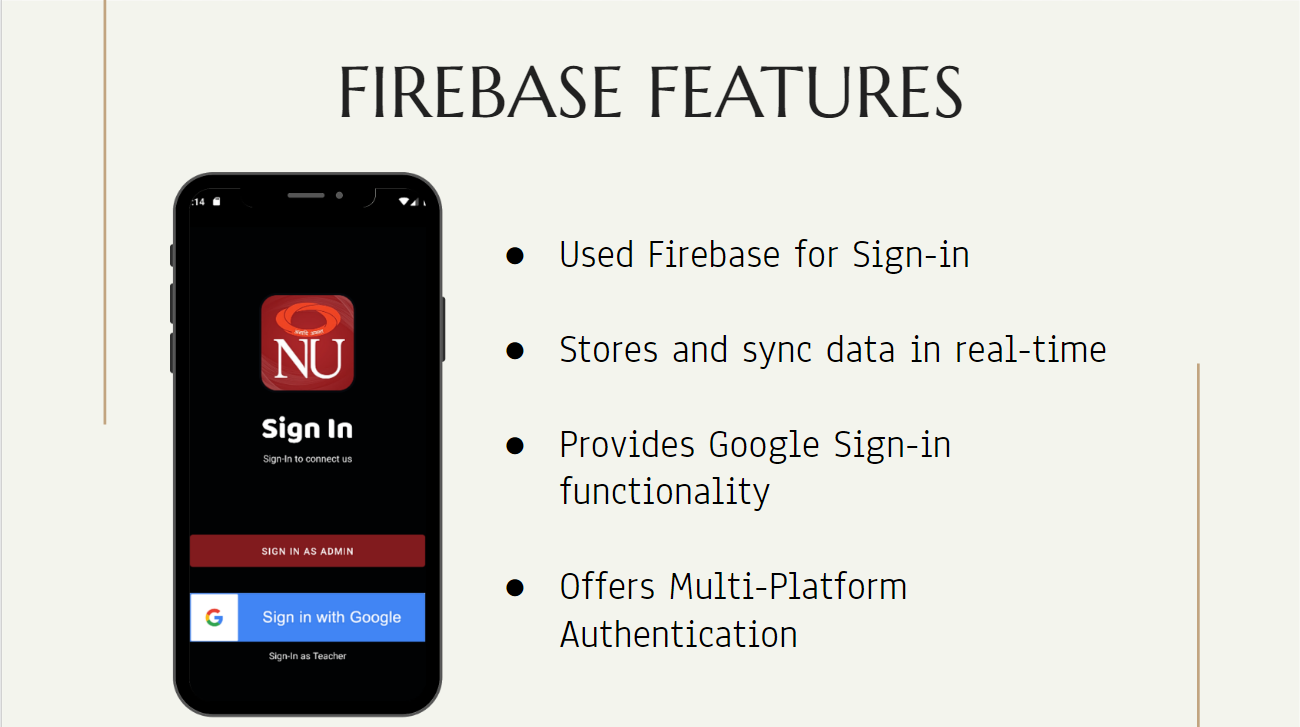 FIREBASE FEATURES
:14
NU
Sign In
Sign-In to connect us
SIGN IN AS ADMIN
G Sign in with Google
Sign-In as Teacher
● Used Firebase for Sign-in
● Stores and sync data in real-time
● Provides Google Sign-in
functionality
● Offers Multi-Platform
Authentication